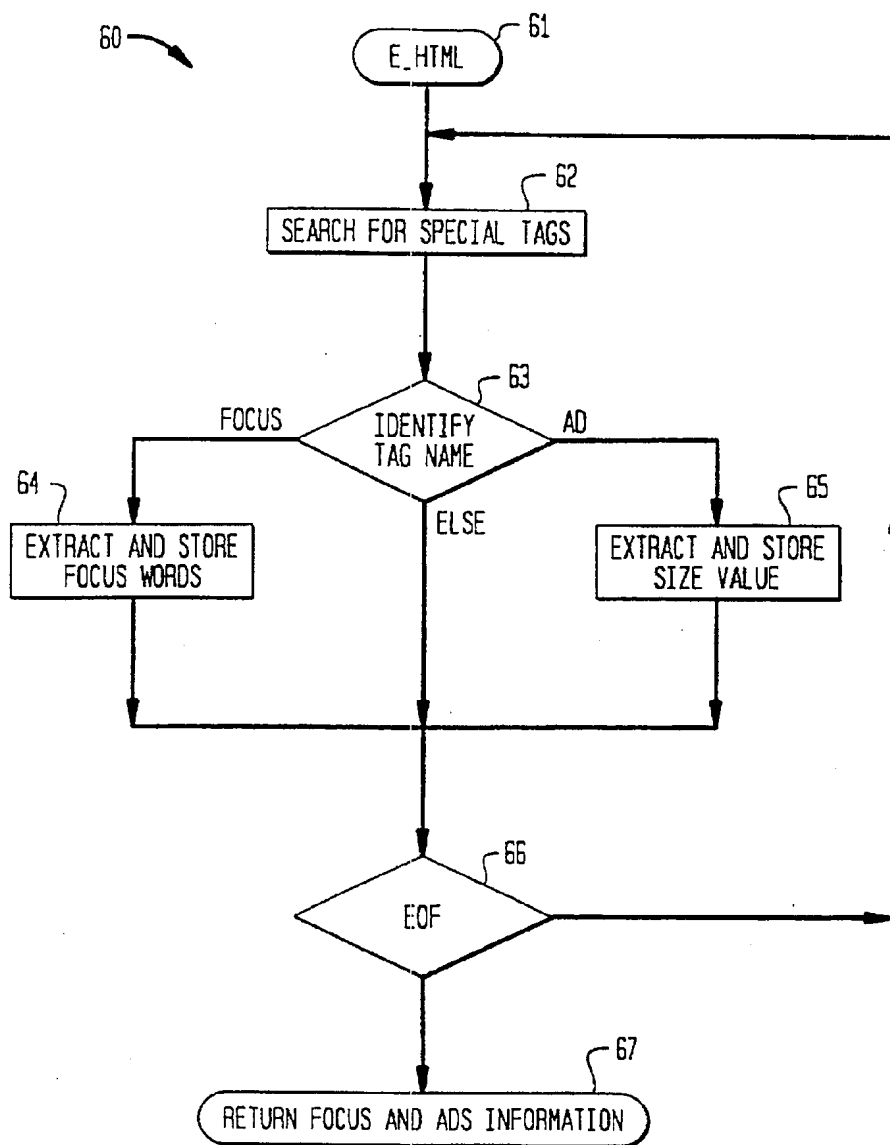 60
61
E_HTML
62
SEARCH FOR SPECIAL TAGS
63
FOCUS
IDENTIFY
TAG NAME
AD
64
65
ELSE
EXTRACT AND STORE
FOCUS WORDS
EXTRACT AND STORE
SIZE VALUE
66
EOF
67
RETURN FOCUS AND ADS INFORMATION